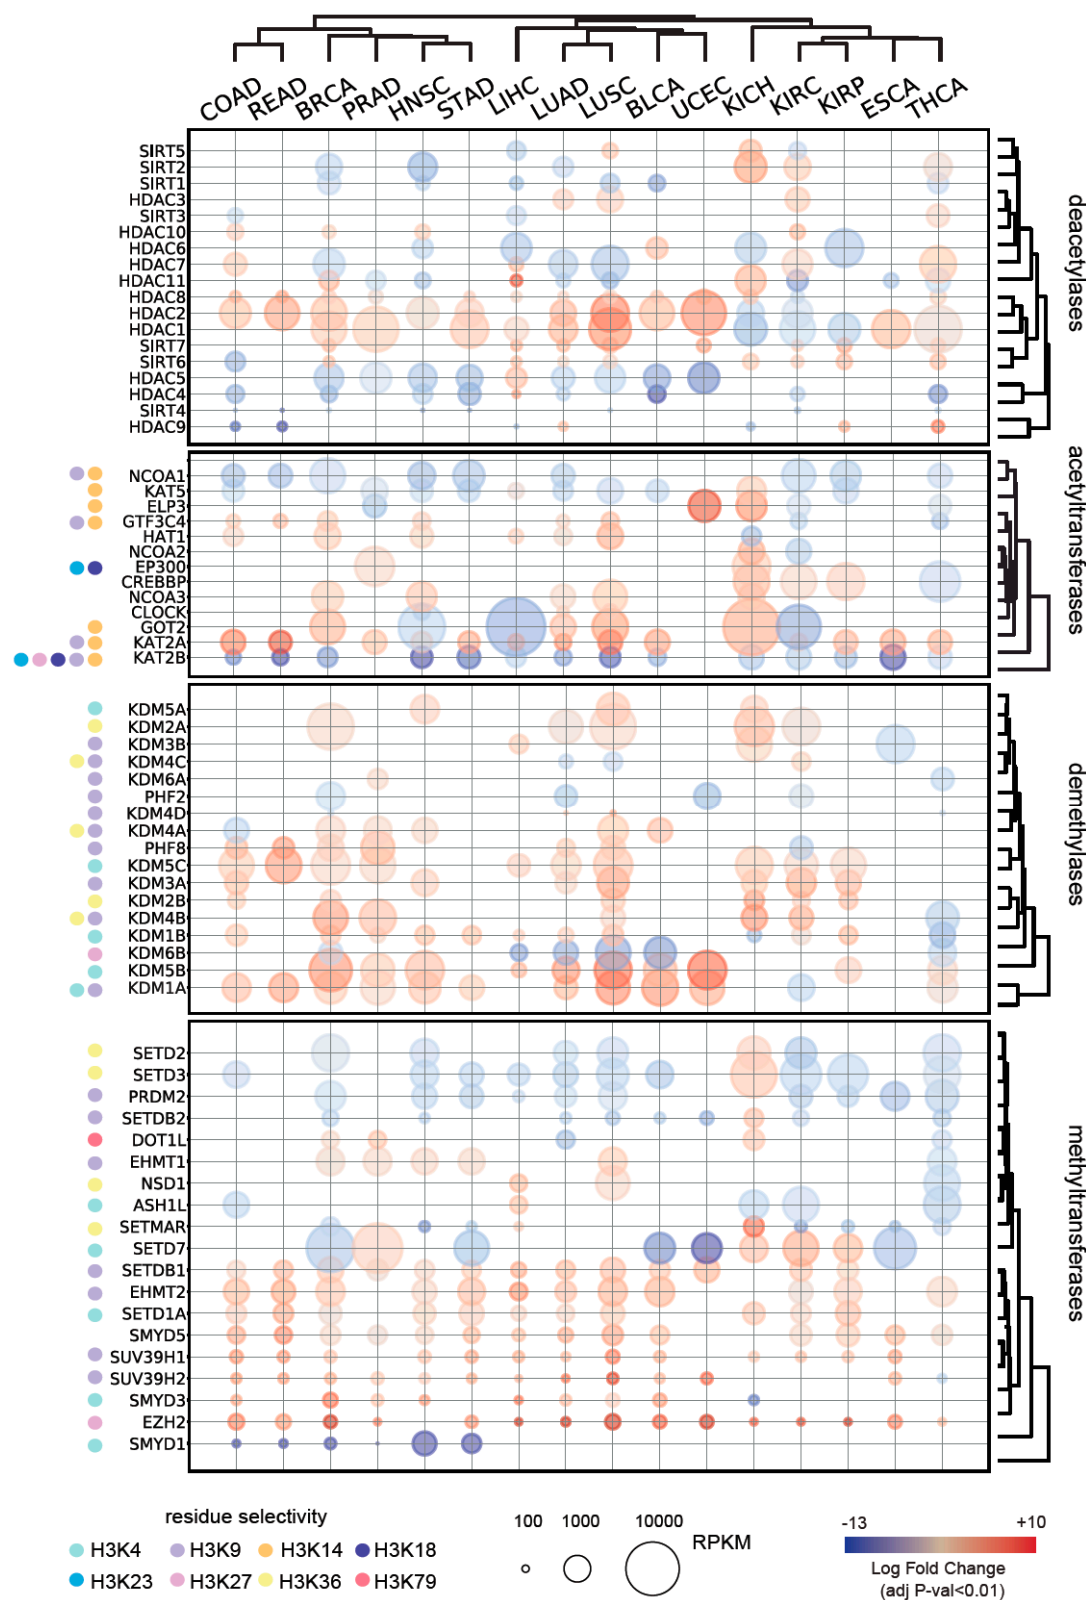 COAD READ BRCA PRAD HNSC STAD LIHC LUAD LUSC BLCA UCEC KICH KIRC KIRP ESCA THCA
SIRT5
SIRT2
SIRT1
HDAC3
SIRT3
HDAC10
HDAC6
HDAC7
HDAC11
HDAC8
HDAC2
HDAC1
SIRT7
SIRT6
HDAC5
HDAC4
SIRT4
HDAC9
deacetylases
NCOA1
KAT5
ELP3
GTF3C4
HAT1
NCOA2
EP300
CREBBP
NCOA3
CLOCK
GOT2
KAT2A
KAT2B
acetyltransferases
KDM5A
KDM2A
KDM3B
KDM4C
KDM6A
PHF2
KDM4D
KDM4A
PHF8
KDM5C
KDM3A
KDM2B
KDM4B
KDM1B
KDM6B
KDM5B
KDM1A
demethylases
SETD2
SETD3
PRDM2
SETDB2
DOT1L
EHMT1
NSD1
ASH1L
SETMAR
SETD7
SETDB1
EHMT2
SETD1A
SMYD5
SUV39H1
SUV39H2
SMYD3
EZH2
SMYD1
methyltransferases
residue selectivity
H3K4 H3K9 H3K14 H3K18
H3K23 H3K27 H3K36 H3K79
100 1000 10000
RPKM
-13 +10
Log Fold Change
(adj P-val<0.01)